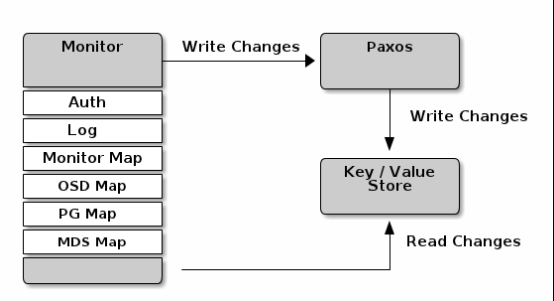 Monitor
Write Changes
Paxos
Auth
Log
Monitor Map
OSD Map
PG Map
MDS Map
Write Changes
Key / Value
Store
Read Changes